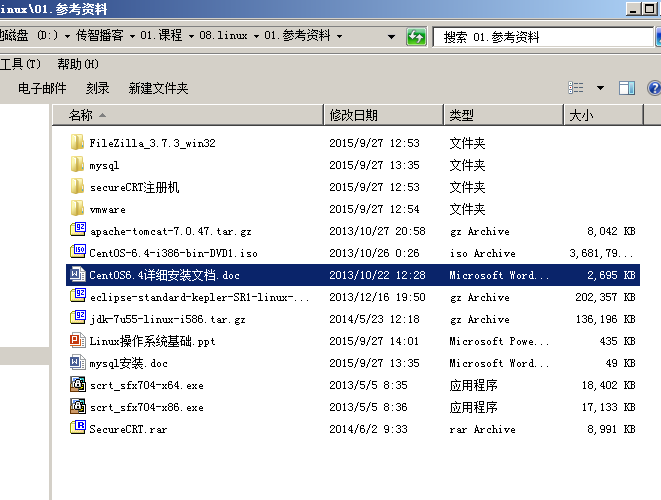 inux\01.参考资料
磁盘 (D:) 传智播客 01.课程 08.linux 01.参考资料 搜索 01.参考资料
工具(T) 帮助(H)
电子邮件 刻录 新建文件夹
名称 修改日期 类型 大小
FileZilla_3.7.3_win32 2015/9/27 12:53 文件夹
mysql 2015/9/27 13:35 文件夹
secureCRT注册机 2015/9/27 12:53 文件夹
vmware 2015/9/27 12:54 文件夹
apache-tomcat-7.0.47.tar.gz 2013/10/27 20:58 gz Archive 8,042 KB
CentOS-6.4-i386-bin-DVD1.iso 2013/10/26 0:26 iso Archive 3,681,79...
CentOS6.4详细安装文档.doc 2013/10/22 12:28 Microsoft Word... 2,695 KB
eclipse-standard-kepler-SR1-linux-... 2013/12/16 19:50 gz Archive 202,357 KB
jdk-7u55-linux-i586.tar.gz 2014/5/23 12:18 gz Archive 136,196 KB
Linux操作系统基础.ppt 2015/9/27 14:01 Microsoft Powe... 435 KB
mysql安装.doc 2015/9/27 13:35 Microsoft Word... 49 KB
scrt_sfx704-x64.exe 2013/5/5 8:35 应用程序 18,402 KB
scrt_sfx704-x86.exe 2013/5/5 8:36 应用程序 17,133 KB
SecureCRT.rar 2014/6/2 9:33 rar Archive 8,991 KB